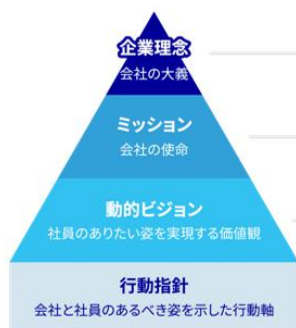 企業理念
会社の大義
ミッション
会社の使命
動的ビジョン
社員のありたい姿を実現する価値観
行動指針
会社と社員のあるべき姿を示した行動軸